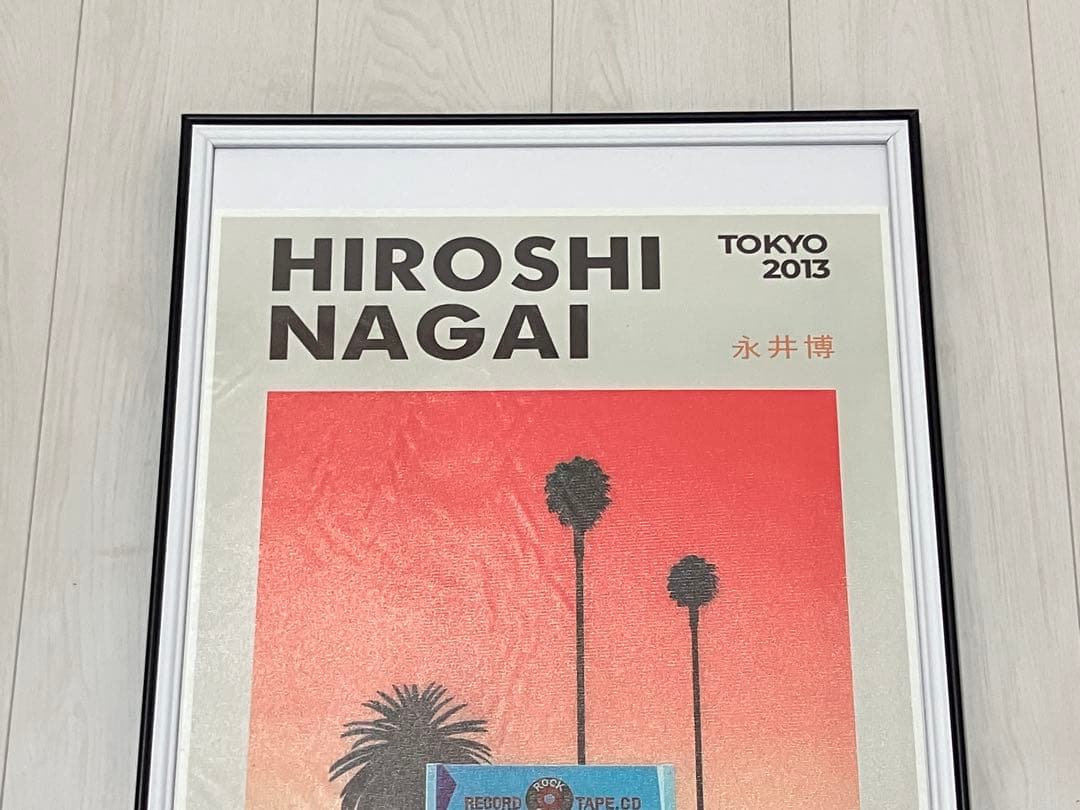 HIROSHI
NAGAI
TOKYO
2013
永井博
ROCK
RECORD TAPE.CD